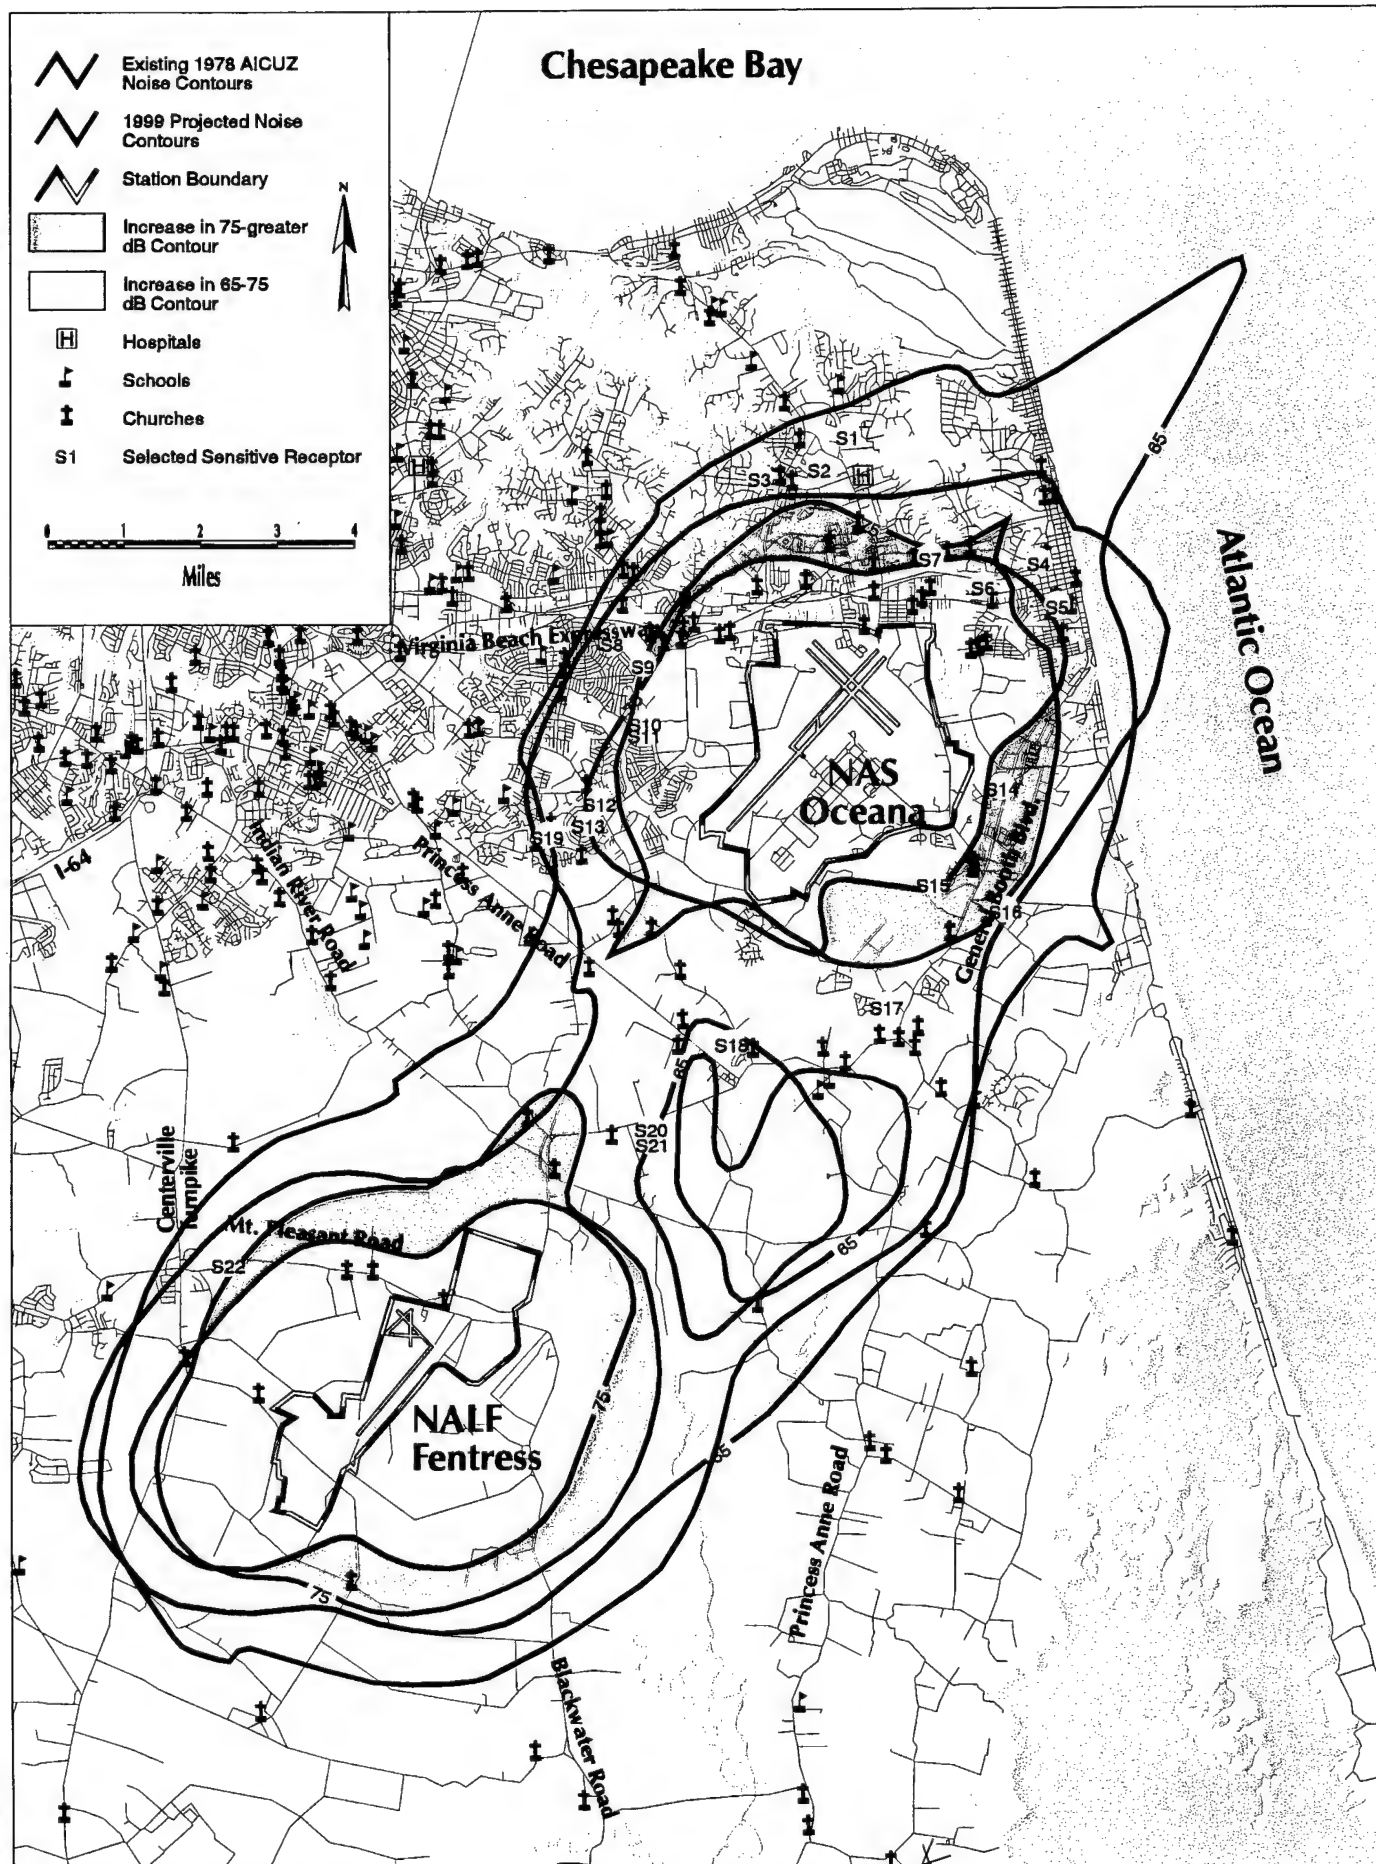 Chesapeake Bay
Existing 1978 AICUZ
Noise Contours
1999 Projected Noise
Contours
Station Boundary
N
Increase in 75-greater
dB Contour
Increase in 65-75
dB Contour
H
Hospitals
Schools
Churches
S1
Selected Sensitive Receptor
0 1 2 3 4
Miles
65
S1
S2
H
S3
H
S7
S4
S6
S5
Atlantic Ocean
Virginia Beach Expressway
S8
S9
S10
S11
NAS
Oceana
S14
S12
S13
S19
General Booth Blvd.
I-64
Indian River Road
Princess Anne Road
S15
S16
S17
S18
65
S20
S21
Centerville
Turnpike
Mt. Pleasant Road
S22
65
75
NALF
Fentress
65
Princess Anne Road
75
Blackwater Road